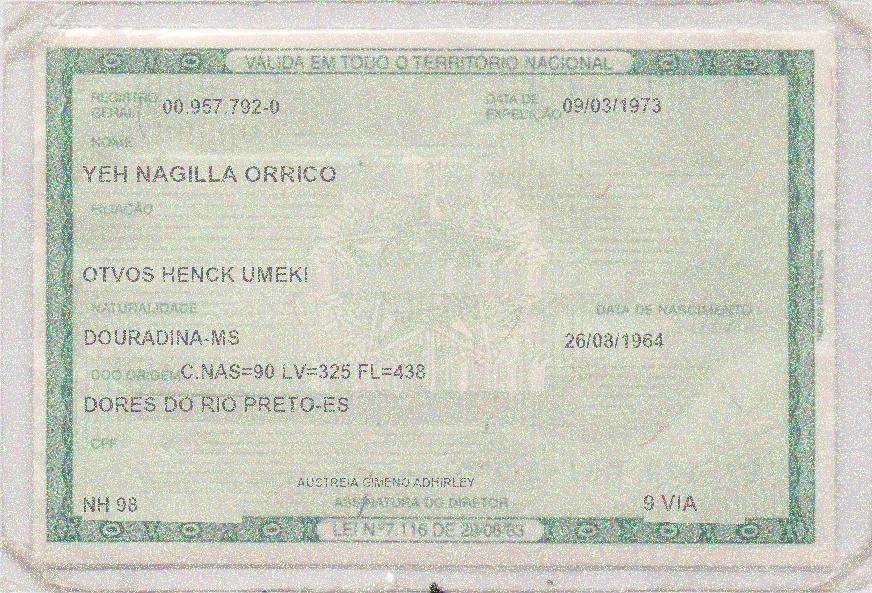 VÁLIDA EM TODO O TERRITÓRIO NACIONAL
REGISTRO GERAL 00.957.792-0 DATA DE EXPEDIÇÃO 09/03/1973
NOME
YEH NAGILLA ORRICO
FILIAÇÃO
OTVOS HENCK UMEKI
NATURALIDADE DATA DE NASCIMENTO
DOURADINA-MS 26/03/1964
DOC ORIGEM C.NAS=90 LV=325 FL=438
DORES DO RIO PRETO-ES
CPF
AUSTREIA GIMENO ADHIRLEY
NH 98 ASSINATURA DO DIRETOR 9 VIA
LEI Nº 7.116 DE 29/08/83